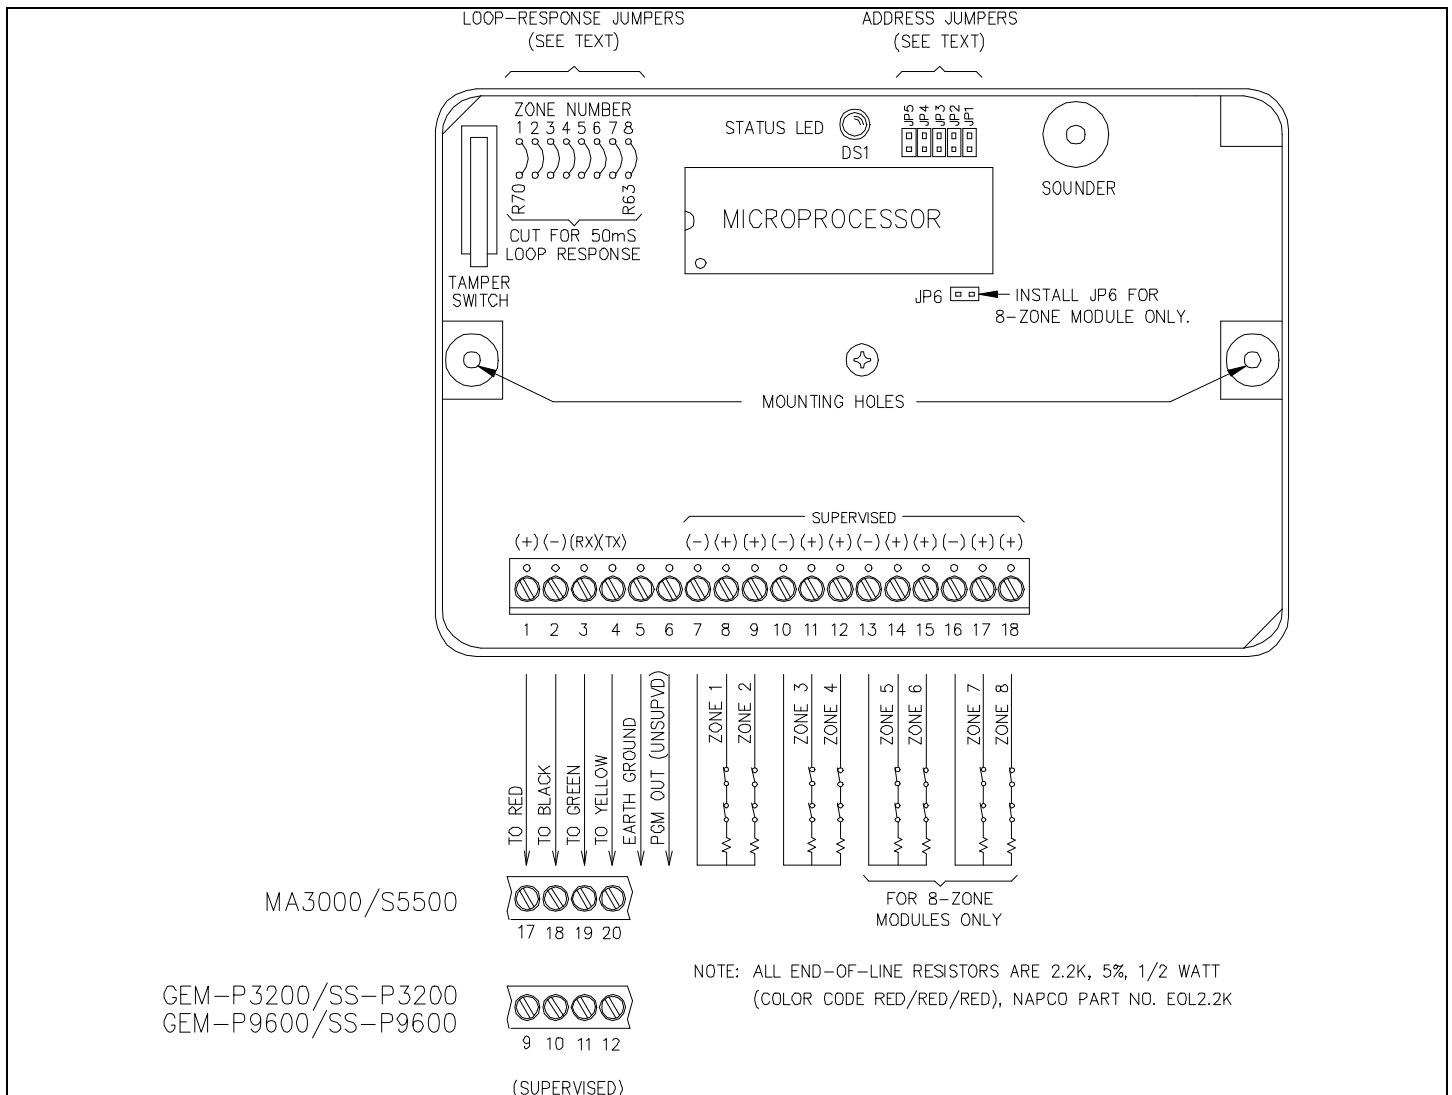 LOOP-RESPONSE JUMPERS
(SEE TEXT)
ADDRESS JUMPERS
(SEE TEXT)
ZONE NUMBER
1 2 3 4 5 6 7 8
R70
R63
CUT FOR 50mS
LOOP RESPONSE
TAMPER
SWITCH
STATUS LED
DS1
JP5
JP4
JP3
JP2
JP1
SOUNDER
MICROPROCESSOR
JP6
INSTALL JP6 FOR
8-ZONE MODULE ONLY.
MOUNTING HOLES
SUPERVISED
(+) (-) (RX)(TX) (-) (+) (+) (-) (+) (+) (-) (+) (+) (-) (+) (+)
1 2 3 4 5 6 7 8 9 10 11 12 13 14 15 16 17 18
TO RED
TO BLACK
TO GREEN
TO YELLOW
EARTH GROUND
PGM OUT (UNSUPVD)
ZONE 1
ZONE 2
ZONE 3
ZONE 4
ZONE 5
ZONE 6
ZONE 7
ZONE 8
FOR 8-ZONE
MODULES ONLY
MA3000/S5500
17 18 19 20
GEM-P3200/SS-P3200
GEM-P9600/SS-P9600
9 10 11 12
(SUPERVISED)
NOTE: ALL END-OF-LINE RESISTORS ARE 2.2K, 5%, 1/2 WATT
(COLOR CODE RED/RED/RED), NAPCO PART NO. EOL2.2K